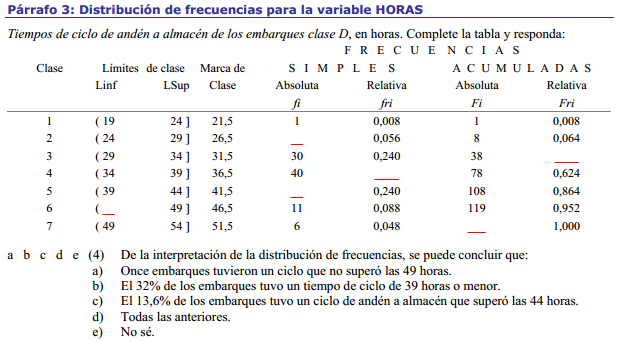 Párrafo 3: Distribución de frecuencias para la variable HORAS
Tiempos de ciclo de andén a almacén de los embarques clase D, en horas. Complete la tabla y responda:
F R E C U E N C I A S
Clase Límites de clase Marca de S I M P L E S A C U M U L A D A S
Linf LSup Clase Absoluta Relativa Absoluta Relativa
fi fri Fi Fri
1 ( 19 24 ] 21,5 1 0,008 1 0,008
2 ( 24 29 ] 26,5 __ 0,056 8 0,064
3 ( 29 34 ] 31,5 30 0,240 38 ____
4 ( 34 39 ] 36,5 40 ____ 78 0,624
5 ( 39 44 ] 41,5 __ 0,240 108 0,864
6 ( __ 49 ] 46,5 11 0,088 119 0,952
7 ( 49 54 ] 51,5 6 0,048 ___ 1,000
a b c d e (4) De la interpretación de la distribución de frecuencias, se puede concluir que:
a) Once embarques tuvieron un ciclo que no superó las 49 horas.
b) El 32% de los embarques tuvo un tiempo de ciclo de 39 horas o menor.
c) El 13,6% de los embarques tuvo un ciclo de andén a almacén que superó las 44 horas.
d) Todas las anteriores.
e) No sé.